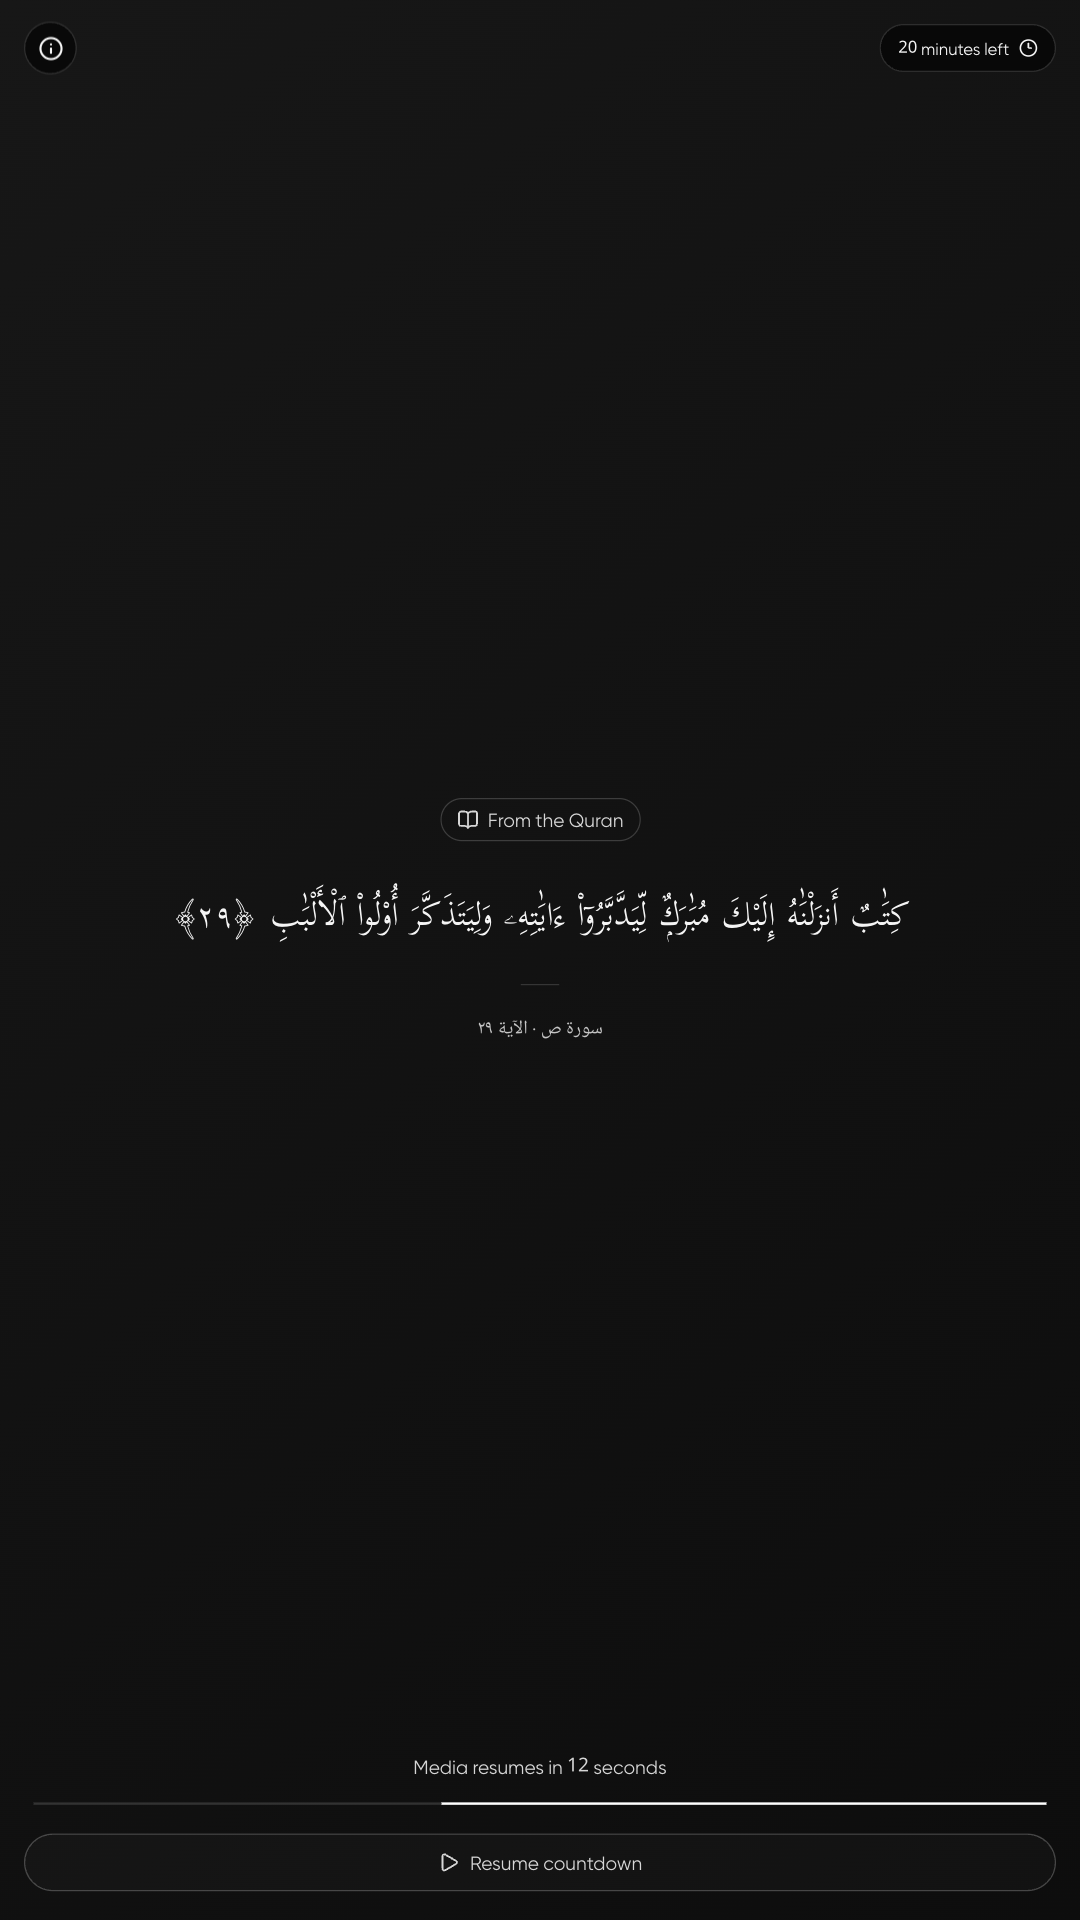 20 minutes left
From the Quran
كِتَٰبٌ أَنزَلْنَٰهُ إِلَيْكَ مُبَٰرَكٌۭ لِّيَدَّبَّرُوٓا۟ ءَايَٰتِهِۦ وَلِيَتَذَكَّرَ أُو۟لُوا۟ ٱلْأَلْبَٰبِ ﴿٢٩﴾
سورة ص · الآية ٢٩
Media resumes in 12 seconds
Resume countdown